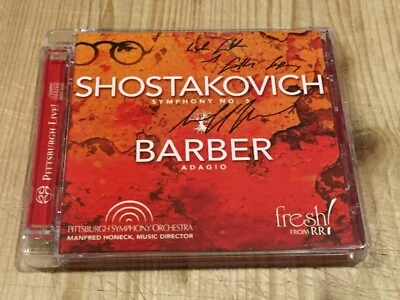 SHOSTAKOVICH
SYMPHONY NO. 5
BARBER
ADAGIO
PITTSBURGH LIVE!
PITTSBURGH SYMPHONY ORCHESTRA
MANFRED HONECK, MUSIC DIRECTOR
fresh!
FROM RR